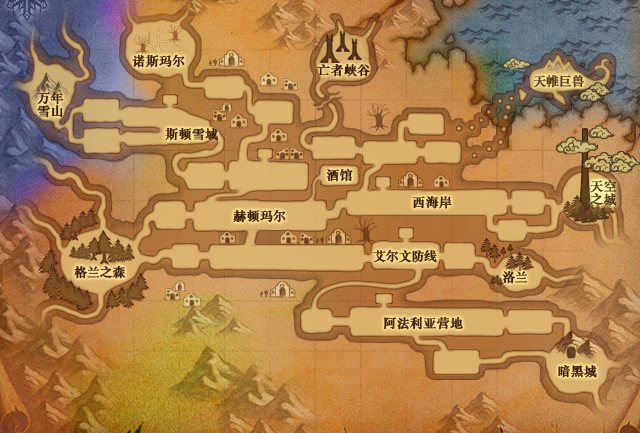 诺斯玛尔
亡者峡谷
天帷巨兽
万年
雪山
斯顿雪域
酒馆
天空
之城
赫顿玛尔
西海岸
格兰之森
艾尔文防线
洛兰
阿法利亚营地
暗黑城